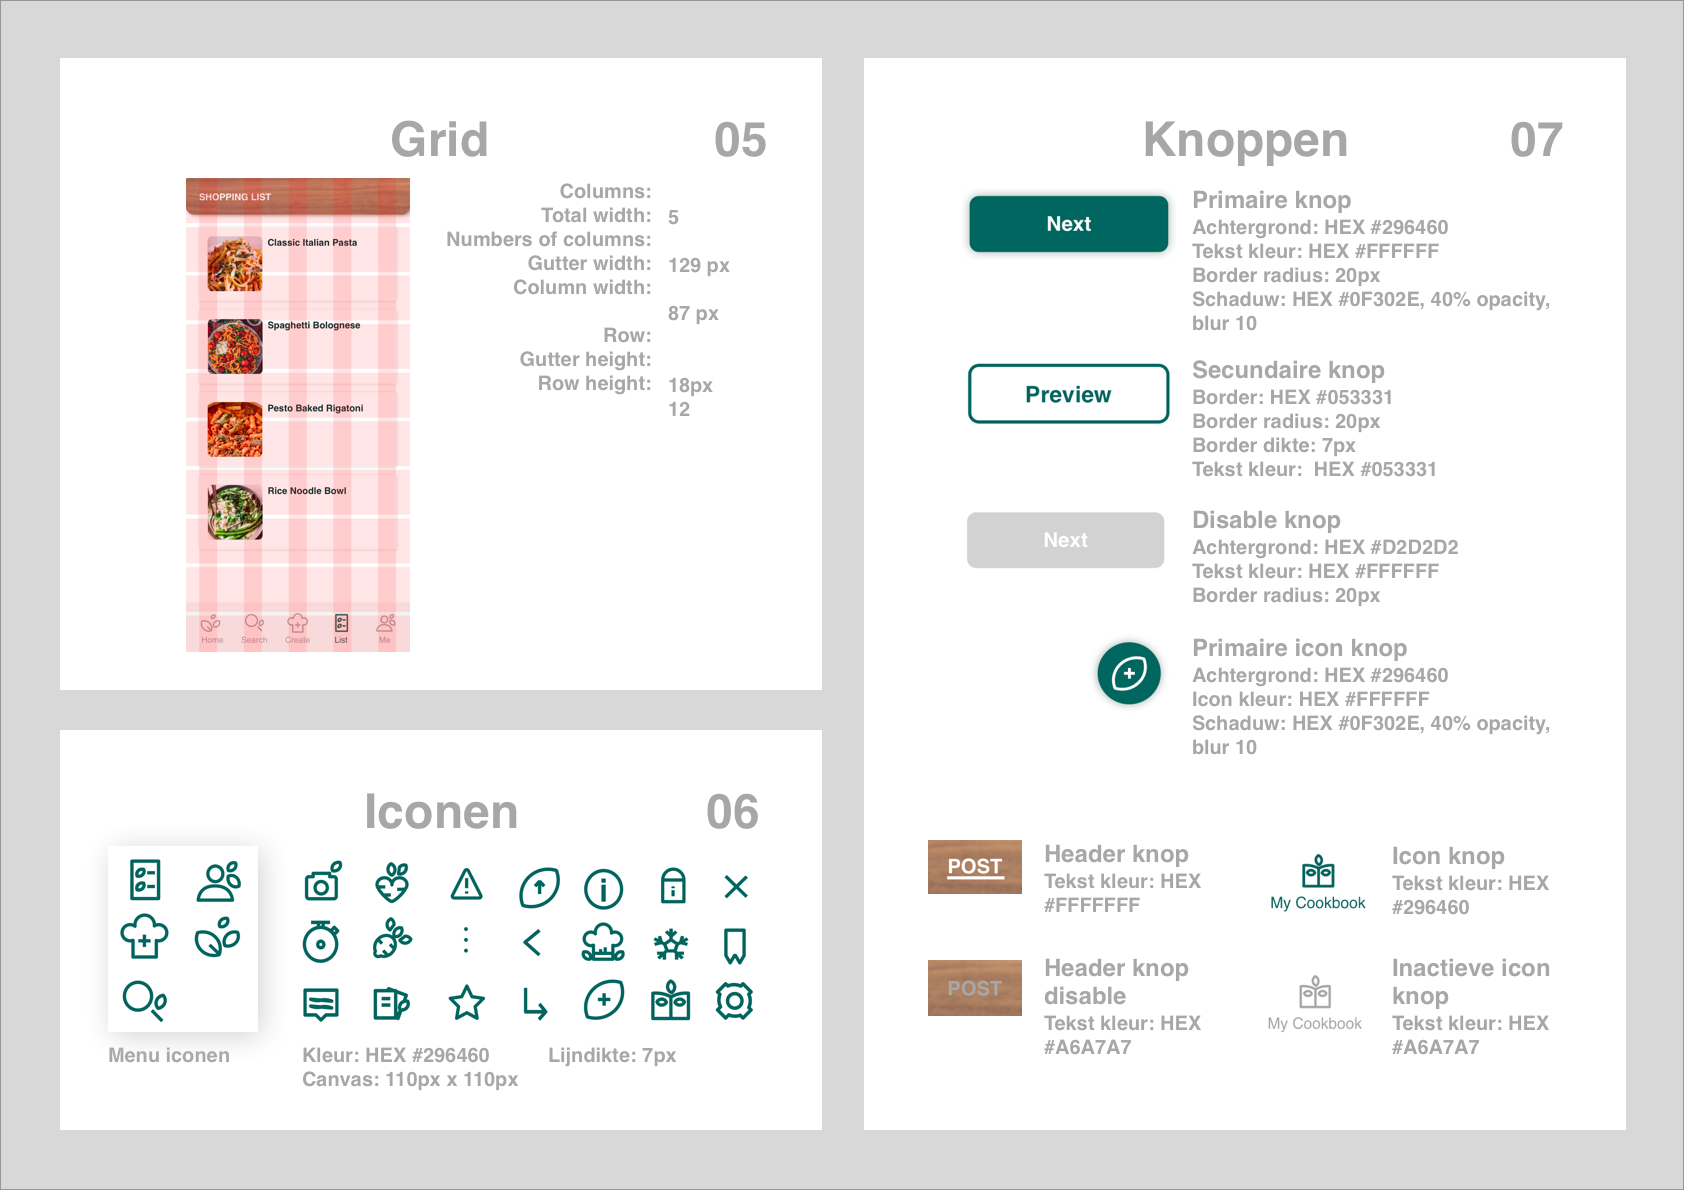 Grid
05
SHOPPING LIST
Classic Italian Pasta
Spaghetti Bolognese
Pesto Baked Rigatoni
Rice Noodle Bowl
Home
Search
Create
List
Me
Columns:
Total width:
5
Numbers of columns:
Gutter width:
129 px
Column width:
87 px
Row:
Gutter height:
Row height:
18px
12
Iconen
06
Menu iconen
Kleur: HEX #296460
Lijndikte: 7px
Canvas: 110px x 110px
Knoppen
07
Next
Primaire knop
Achtergrond: HEX #296460
Tekst kleur: HEX #FFFFFF
Border radius: 20px
Schaduw: HEX #0F302E, 40% opacity,
blur 10
Preview
Secundaire knop
Border: HEX #053331
Border radius: 20px
Border dikte: 7px
Tekst kleur:  HEX #053331
Next
Disable knop
Achtergrond: HEX #D2D2D2
Tekst kleur: HEX #FFFFFF
Border radius: 20px
Primaire icon knop
Achtergrond: HEX #296460
Icon kleur: HEX #FFFFFF
Schaduw: HEX #0F302E, 40% opacity,
blur 10
POST
Header knop
Tekst kleur: HEX
#FFFFFFF
My Cookbook
Icon knop
Tekst kleur: HEX
#296460
POST
Header knop
disable
Tekst kleur: HEX
#A6A7A7
My Cookbook
Inactieve icon
knop
Tekst kleur: HEX
#A6A7A7